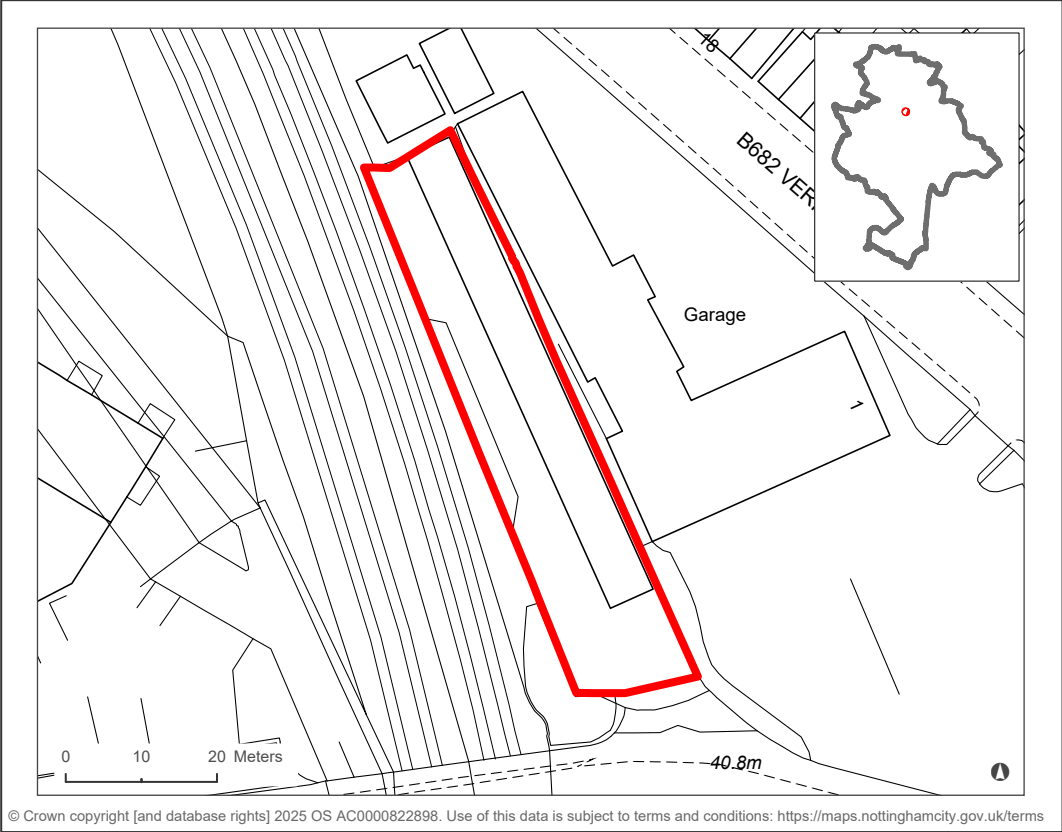 18
B682 VER
Garage
1
0 10 20 Meters
40.8m
© Crown copyright [and database rights] 2025 OS AC0000822898. Use of this data is subject to terms and conditions: https://maps.nottinghamcity.gov.uk/terms